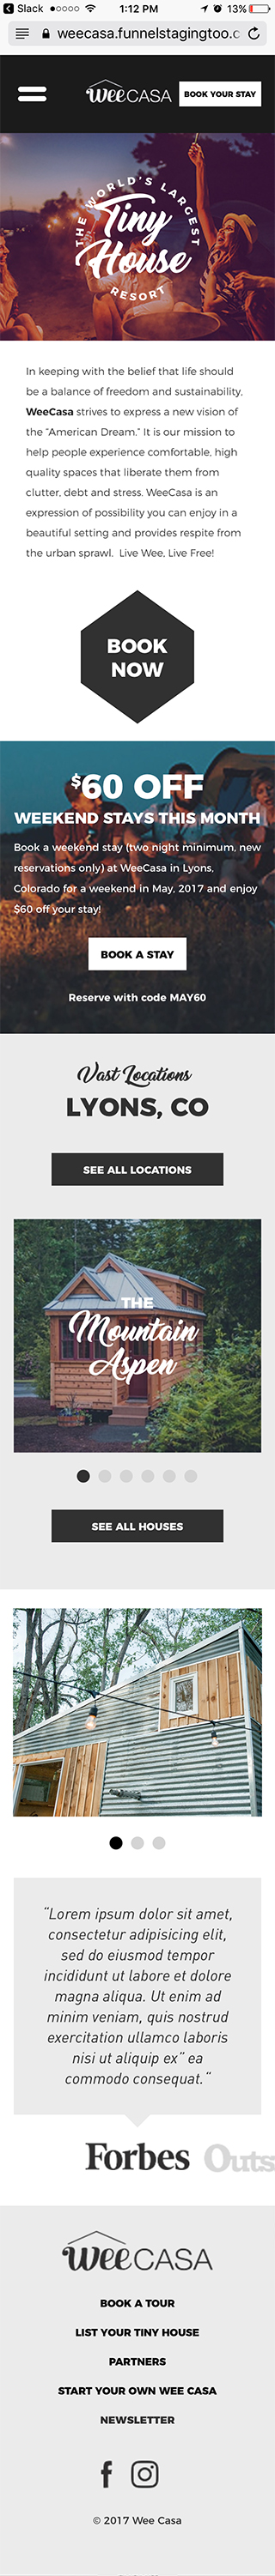 Slack 1:12 PM 13%
weecasa.funnelstagingtoo.c
WeeCASA BOOK YOUR STAY
THE WORLD'S LARGEST
Tiny
House
RESORT
In keeping with the belief that life should
be a balance of freedom and sustainability,
WeeCasa strives to express a new vision of
the “American Dream.” It is our mission to
help people experience comfortable, high
quality spaces that liberate them from
clutter, debt and stress. WeeCasa is an
expression of possibility you can enjoy in a
beautiful setting and provides respite from
the urban sprawl. Live Wee, Live Free!
BOOK
NOW
$60 OFF
WEEKEND STAYS THIS MONTH
Book a weekend stay (two night minimum, new
reservations only) at WeeCasa in Lyons,
Colorado for a weekend in May, 2017 and enjoy
$60 off your stay!
BOOK A STAY
Reserve with code MAY60
Vast Locations
LYONS, CO
SEE ALL LOCATIONS
THE
Mountain
Aspen
SEE ALL HOUSES
“Lorem ipsum dolor sit amet,
consectetur adipisicing elit,
sed do eiusmod tempor
incididunt ut labore et dolore
magna aliqua. Ut enim ad
minim veniam, quis nostrud
exercitation ullamco laboris
nisi ut aliquip ex” ea
commodo consequat.“
Forbes Outs
WeeCASA
BOOK A TOUR
LIST YOUR TINY HOUSE
PARTNERS
START YOUR OWN WEE CASA
NEWSLETTER
© 2017 Wee Casa